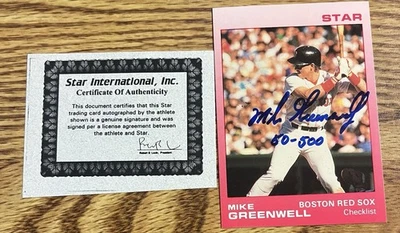 Star International, Inc.
Certificate Of Authenticity
This document certifies that this Star
trading card autographed by the athlete
shown is a genuine signature and was
signed per a license agreement between
the athlete and Star.
STAR
Mike Greenwell
50-500
MIKE
GREENWELL
BOSTON RED SOX
Checklist